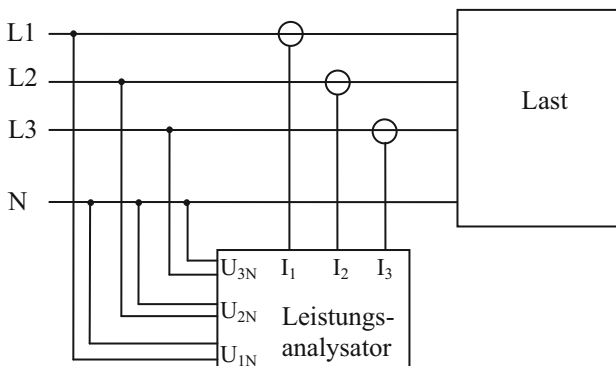 L1
L2
Last
L3
N
U3N I1 I2 I3
U2N
Leistungs-
analysator
U1N